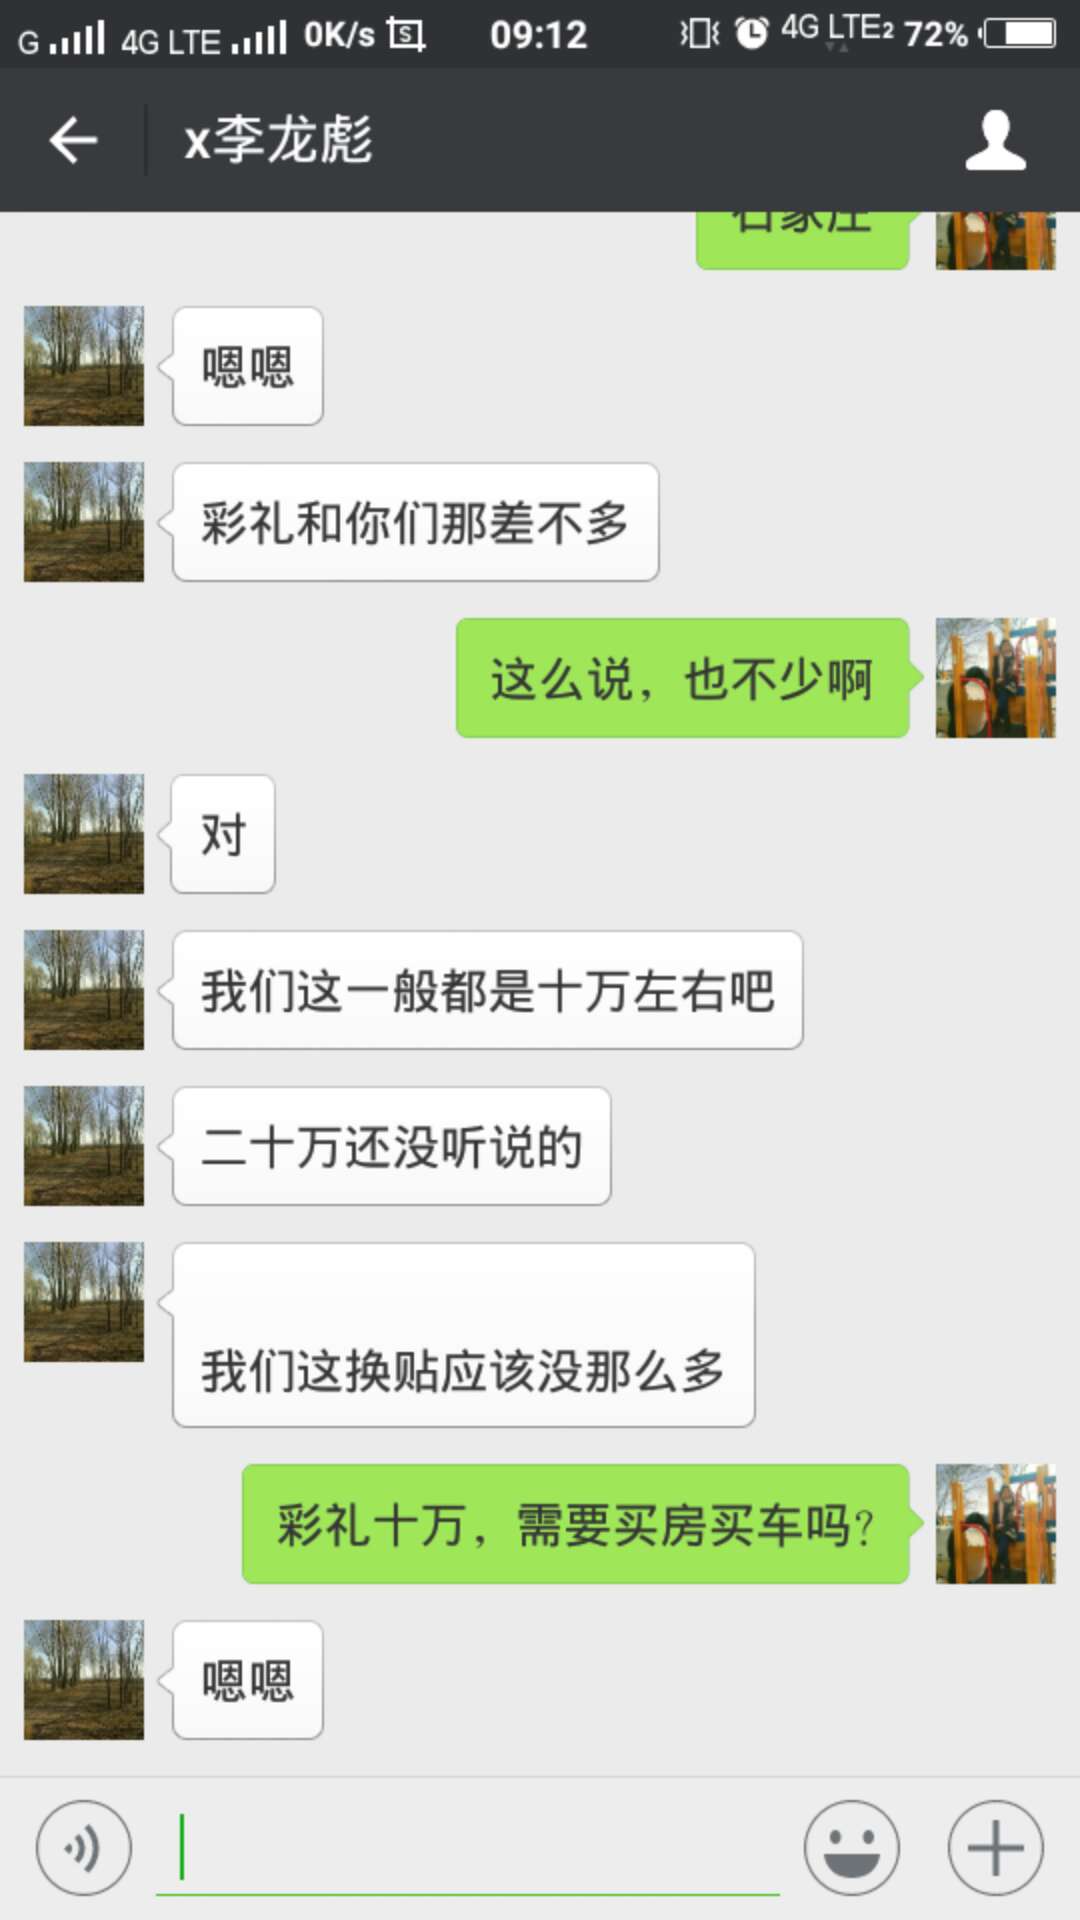 G 4G LTE 0K/s S 09:12 4G LTE2 72%
x李龙彪
石家庄
嗯嗯
彩礼和你们那差不多
这么说，也不少啊
对
我们这一般都是十万左右吧
二十万还没听说的
我们这换贴应该没那么多
彩礼十万，需要买房买车吗？
嗯嗯